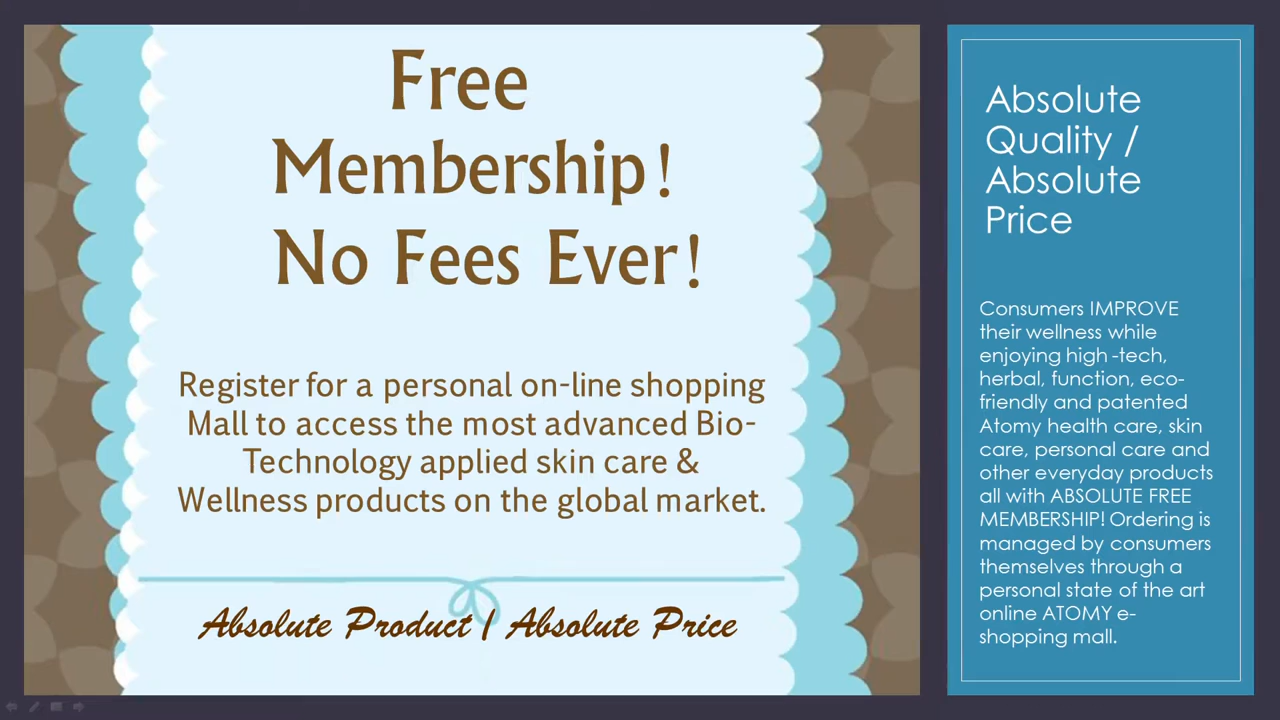 Free
Membership!
No Fees Ever!
Register for a personal on-line shopping
Mall to access the most advanced Bio-
Technology applied skin care &
Wellness products on the global market.
Absolute Product / Absolute Price
Absolute
Quality /
Absolute
Price
Consumers IMPROVE
their wellness while
enjoying high-tech,
herbal, function, eco-
friendly and patented
Atomy health care, skin
care, personal care and
other everyday products
all with ABSOLUTE FREE
MEMBERSHIP! Ordering is
managed by consumers
themselves through a
personal state of the art
online ATOMY e-
shopping mall.